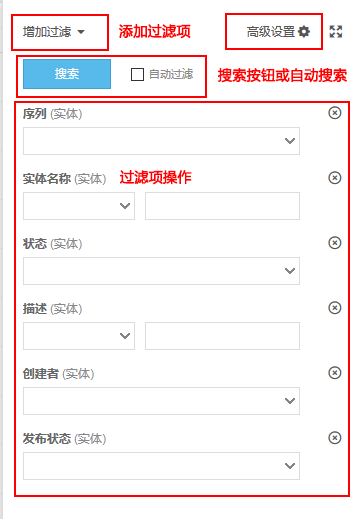 增加过滤 添加过滤项 高级设置
搜索 自动过滤 搜索按钮或自动搜索
序列 (实体)
实体名称 (实体) 过滤项操作
状态 (实体)
描述 (实体)
创建者 (实体)
发布状态 (实体)